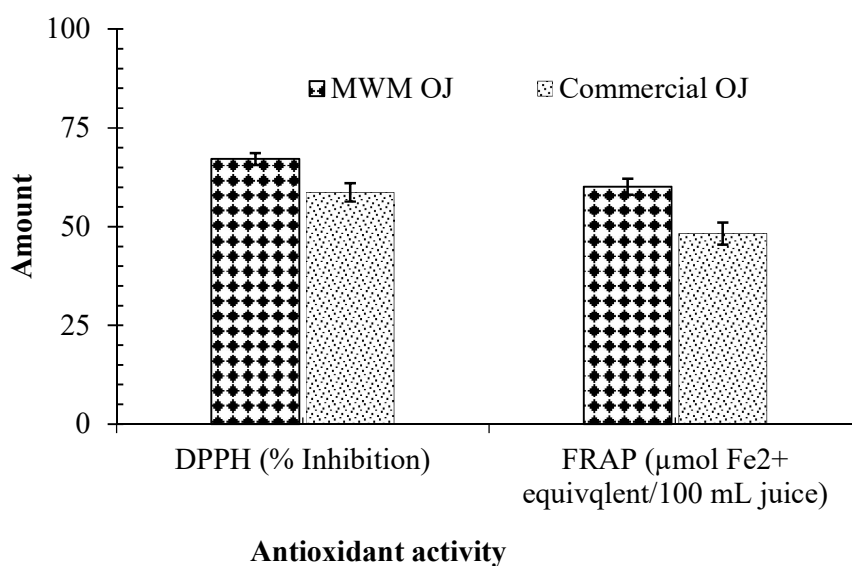 100
75
50
25
0
Amount
MWM OJ
Commercial OJ
DPPH (% Inhibition)
FRAP (µmol Fe2+
equivqlent/100 mL juice)
Antioxidant activity